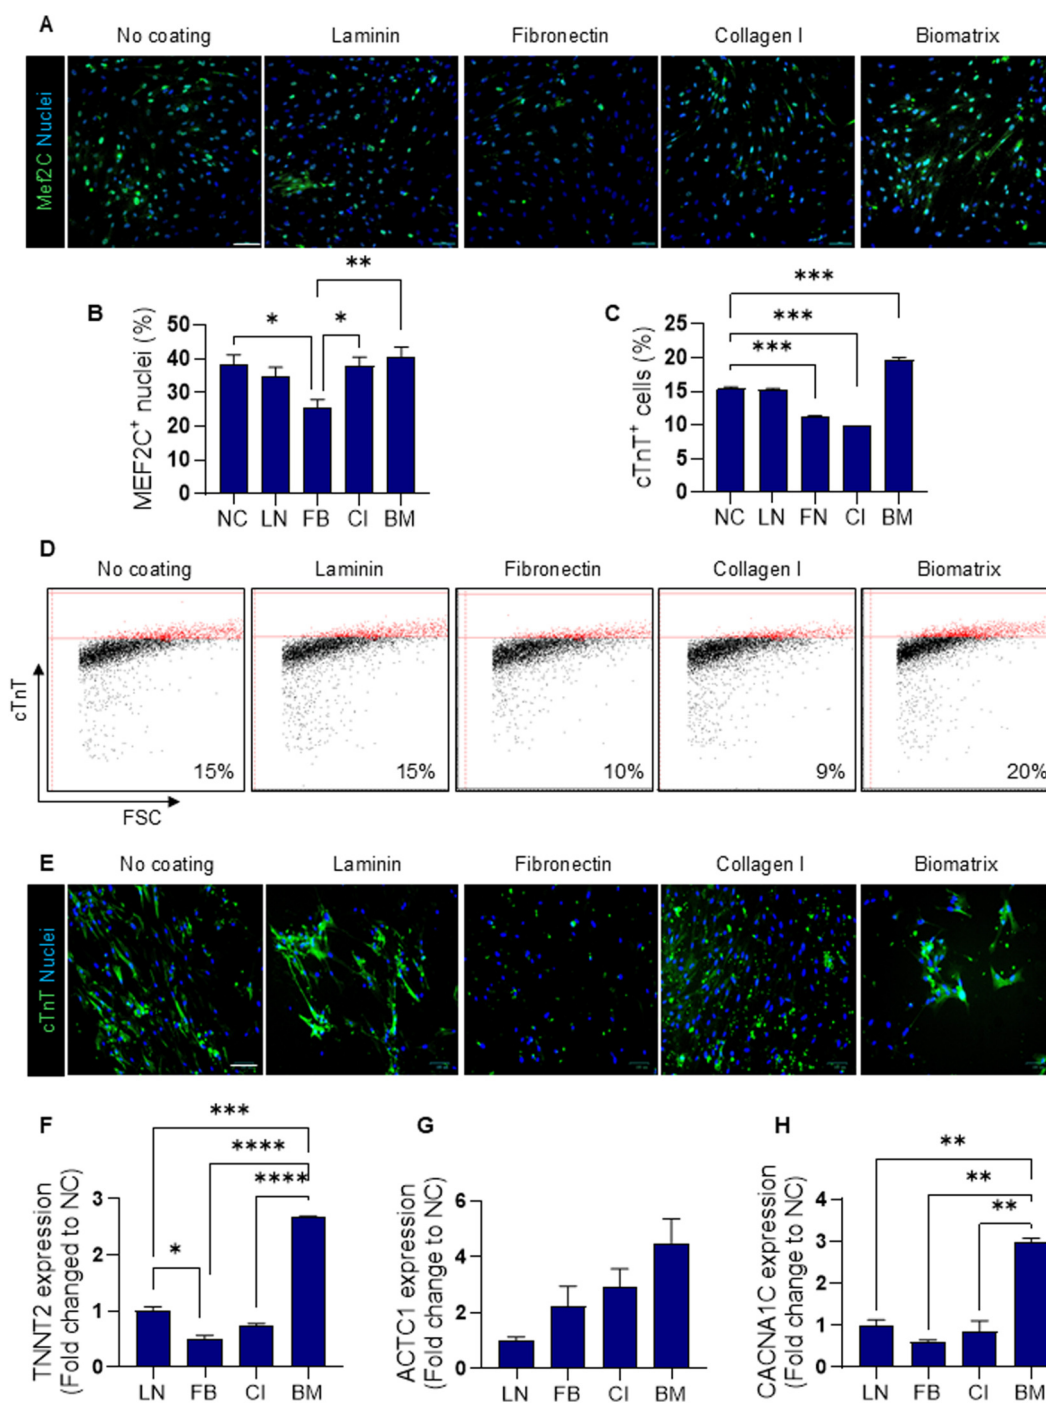 A
No coating
Laminin
Fibronectin
Collagen I
Biomatrix
Mef2C Nuclei
B
MEF2C+ nuclei (%)
50
40
30
20
10
0
*
*
**
NC
LN
FB
CI
BM
C
cTnT+ cells (%)
25
20
15
10
5
0
***
***
***
NC
LN
FN
CI
BM
D
No coating
Laminin
Fibronectin
Collagen I
Biomatrix
cTnT
15%
15%
10%
9%
20%
FSC
E
No coating
Laminin
Fibronectin
Collagen I
Biomatrix
cTnT Nuclei
F
TNNT2 expression
(Fold changed to NC)
3
2
1
0
***
****
****
*
LN
FB
CI
BM
G
ACTC1 expression
(Fold change to NC)
6
4
2
0
LN
FB
CI
BM
H
CACNA1C expression
(Fold change to NC)
4
3
2
1
0
**
**
**
LN
FB
CI
BM